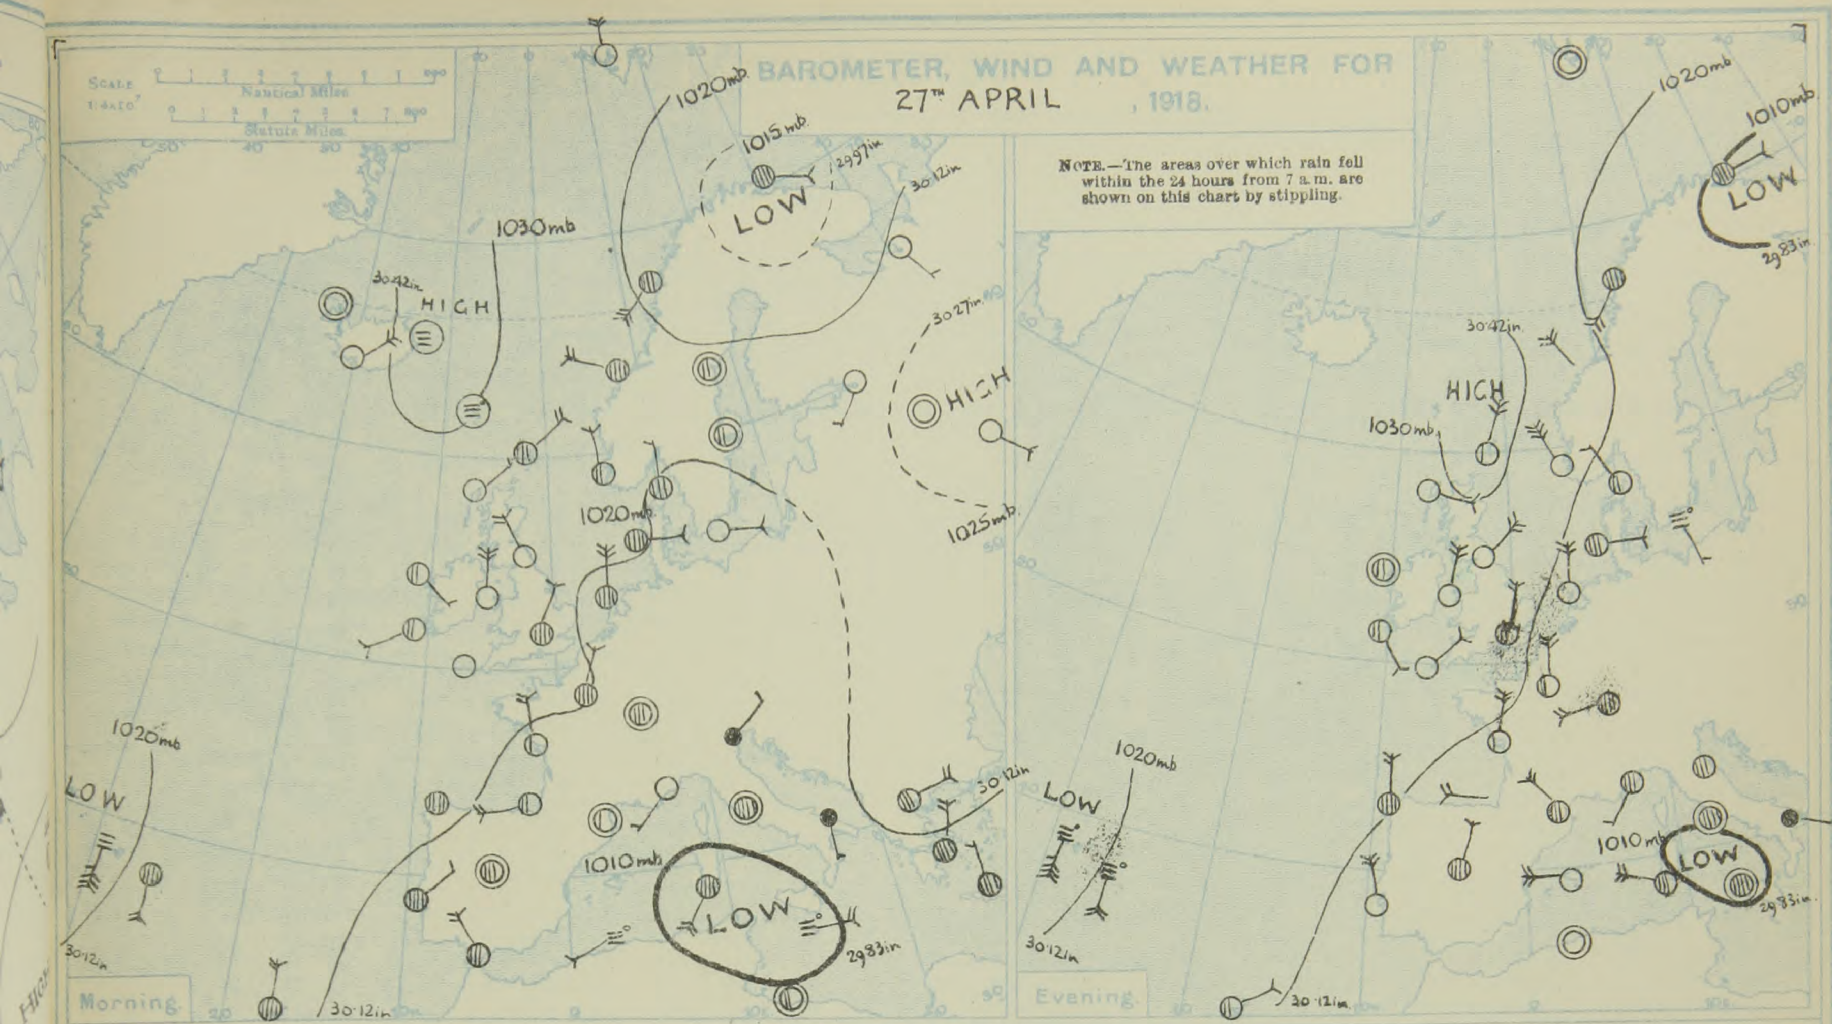 SCALE
Nautical Miles
Statute Miles.
BAROMETER, WIND AND WEATHER FOR
27TH APRIL , 1918.
NOTE.—The areas over which rain fell
within the 24 hours from 7 a.m. are
shown on this chart by stippling.
1020mb
1015mb
29.97in
30.12in
LOW
1030mb
30.42in
HIGH
30.27in
HIGH
1025mb
1020mb
1020mb
LOW
30.12in
1010mb
LOW
29.83in
30.12in
30.12in
Morning.
1020mb
1010mb
LOW
29.83in
30.42in
HIGH
1030mb
1020mb
LOW
30.12in
1010mb
LOW
29.83in
30.12in
Evening.